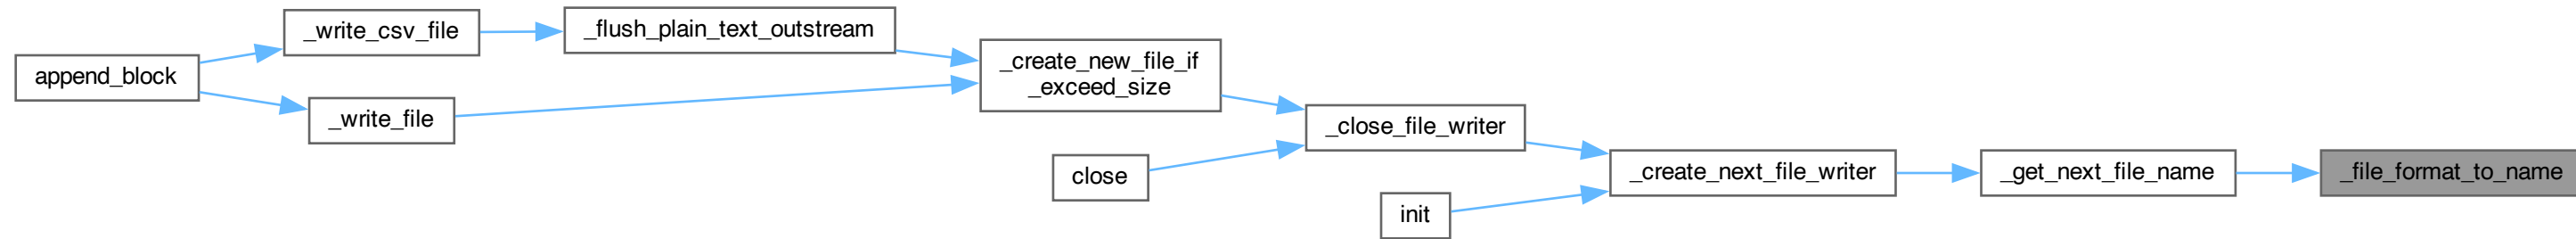 append_block
_write_csv_file
_write_file
_flush_plain_text_outstream
_create_new_file_if
_exceed_size
close
_close_file_writer
init
_create_next_file_writer
_get_next_file_name
_file_format_to_name